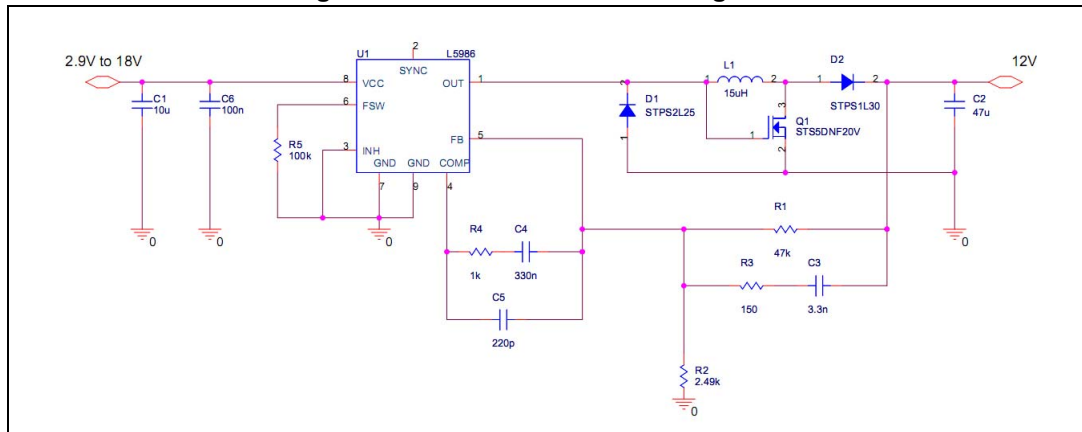 2.9V to 18V
C1
10u
0
C6
100n
0
R5
100k
U1
L5986
2
SYNC
8
VCC
OUT
1
6
FSW
FB
5
3
INH
GND
GND
COMP
7
9
4
0
R4
1k
C4
330n
C5
220p
2
D1
STPS2L25
1
L1
1
2
15uH
3
Q1
STS5DNF20V
1
2
D2
1
2
STPS1L30
12V
C2
47u
0
R1
47k
R3
150
C3
3.3n
R2
2.49k
0